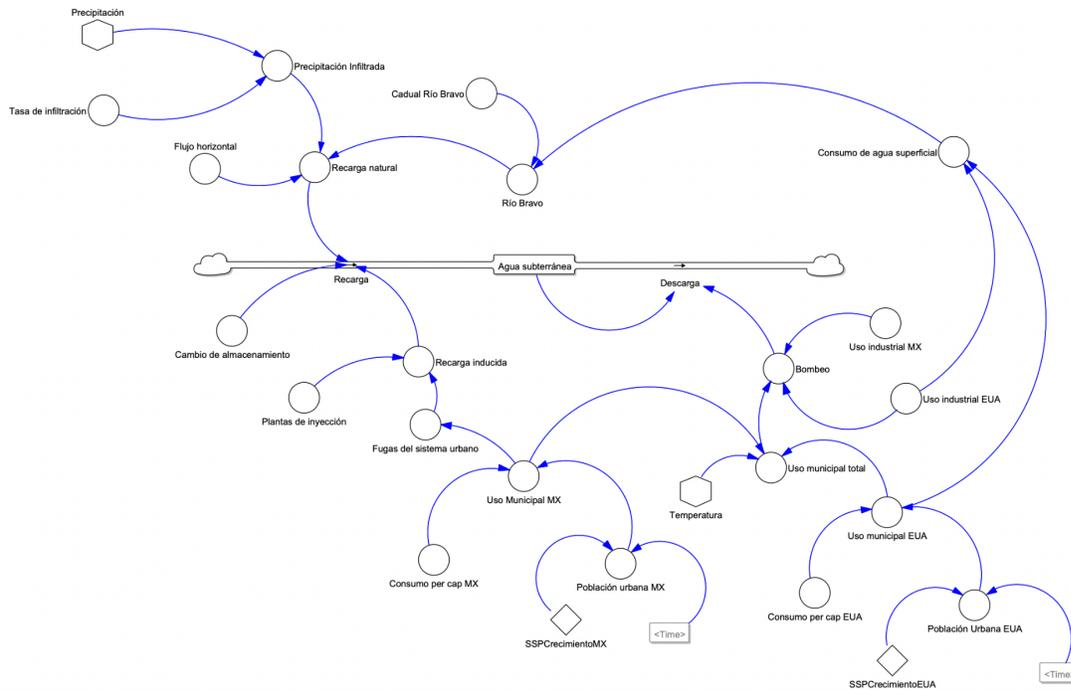 Precipitación
Precipitación Infiltrada
Cadual Río Bravo
Tasa de infiltración
Flujo horizontal
Consumo de agua superficial
Recarga natural
Río Bravo
Agua subterránea
Recarga
Descarga
Uso industrial MX
Cambio de almacenamiento
Recarga inducida
Bombeo
Uso industrial EUA
Plantas de inyección
Fugas del sistema urbano
Uso municipal total
Uso Municipal MX
Temperatura
Uso municipal EUA
Consumo per cap MX
Población urbana MX
Consumo per cap EUA
Población Urbana EUA
<Time>
SSPCrecimientoMX
<Time
SSPCrecimientoEUA